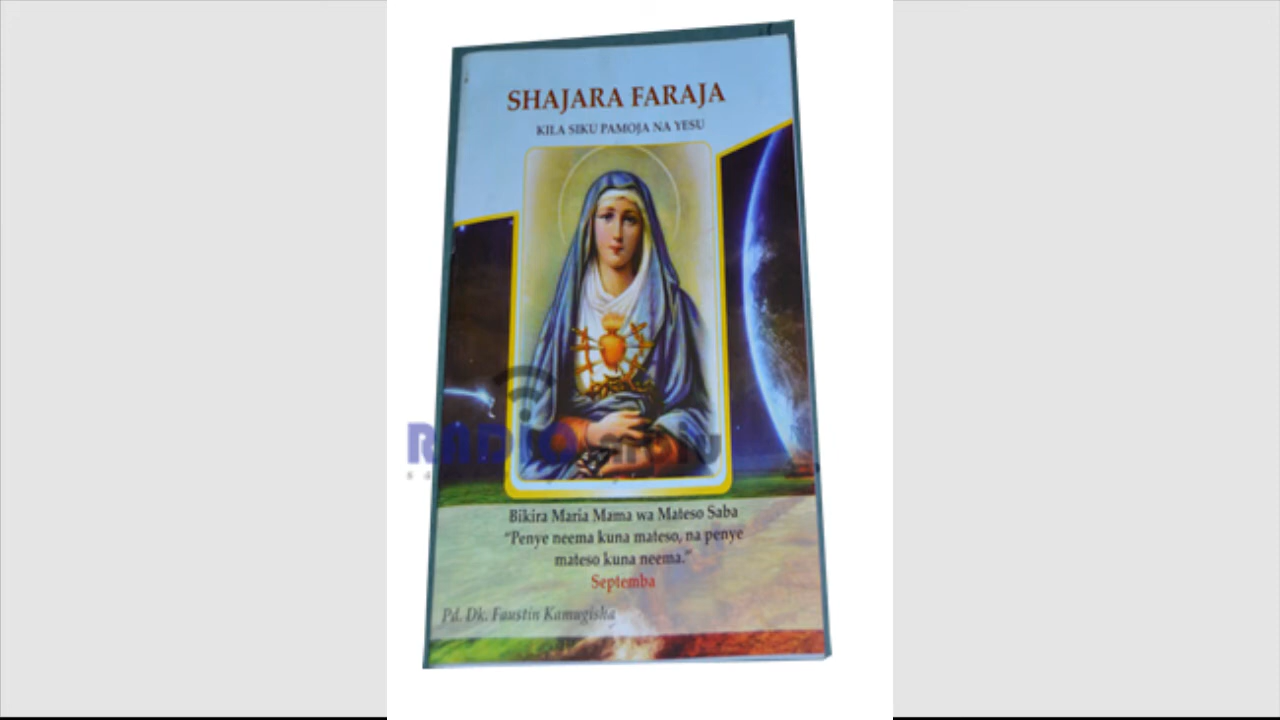 SHAJARA FARAJA
KILA SIKU PAMOJA NA YESU
RADIO
Bikira Maria Mama wa Mateso Saba
“Penye neema kuna mateso, na penye
mateso kuna neema.”
Septemba
Pd. Dk. Faustin Kamugisha